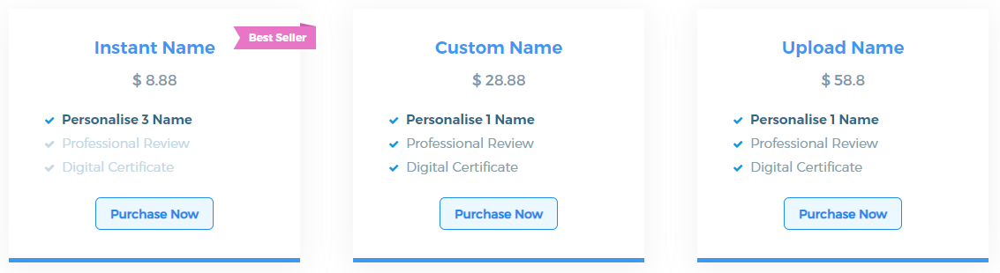 Instant Name
Best Seller
$ 8.88
Personalise 3 Name
Professional Review
Digital Certificate
Purchase Now
Custom Name
$ 28.88
Personalise 1 Name
Professional Review
Digital Certificate
Purchase Now
Upload Name
$ 58.8
Personalise 1 Name
Professional Review
Digital Certificate
Purchase Now